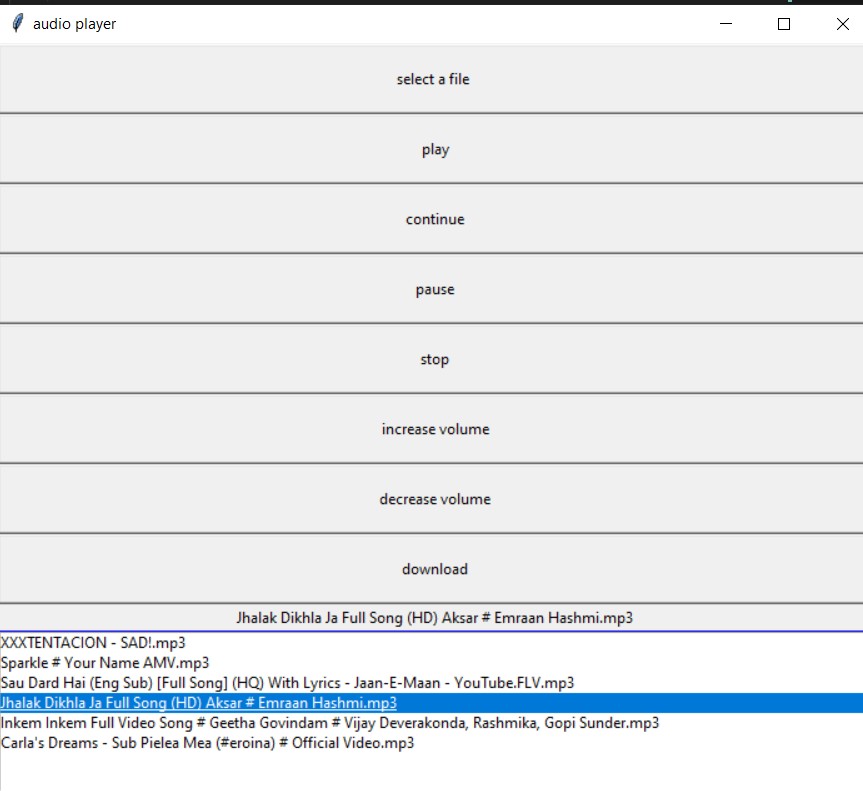 audio player
select a file
play
continue
pause
stop
increase volume
decrease volume
download
Jhalak Dikhla Ja Full Song (HD) Aksar # Emraan Hashmi.mp3
XXXTENTACION - SAD!.mp3
Sparkle # Your Name AMV.mp3
Sau Dard Hai (Eng Sub) [Full Song] (HQ) With Lyrics - Jaan-E-Maan - YouTube.FLV.mp3
Jhalak Dikhla Ja Full Song (HD) Aksar # Emraan Hashmi.mp3
Inkem Inkem Full Video Song # Geetha Govindam # Vijay Deverakonda, Rashmika, Gopi Sunder.mp3
Carla's Dreams - Sub Pielea Mea (#eroina) # Official Video.mp3